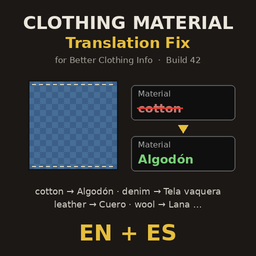 CLOTHING MATERIAL
Translation Fix
for Better Clothing Info · Build 42
Material
cotton
Material
Algodón
cotton → Algodón · denim → Tela vaquera
leather → Cuero · wool → Lana ...
EN + ES